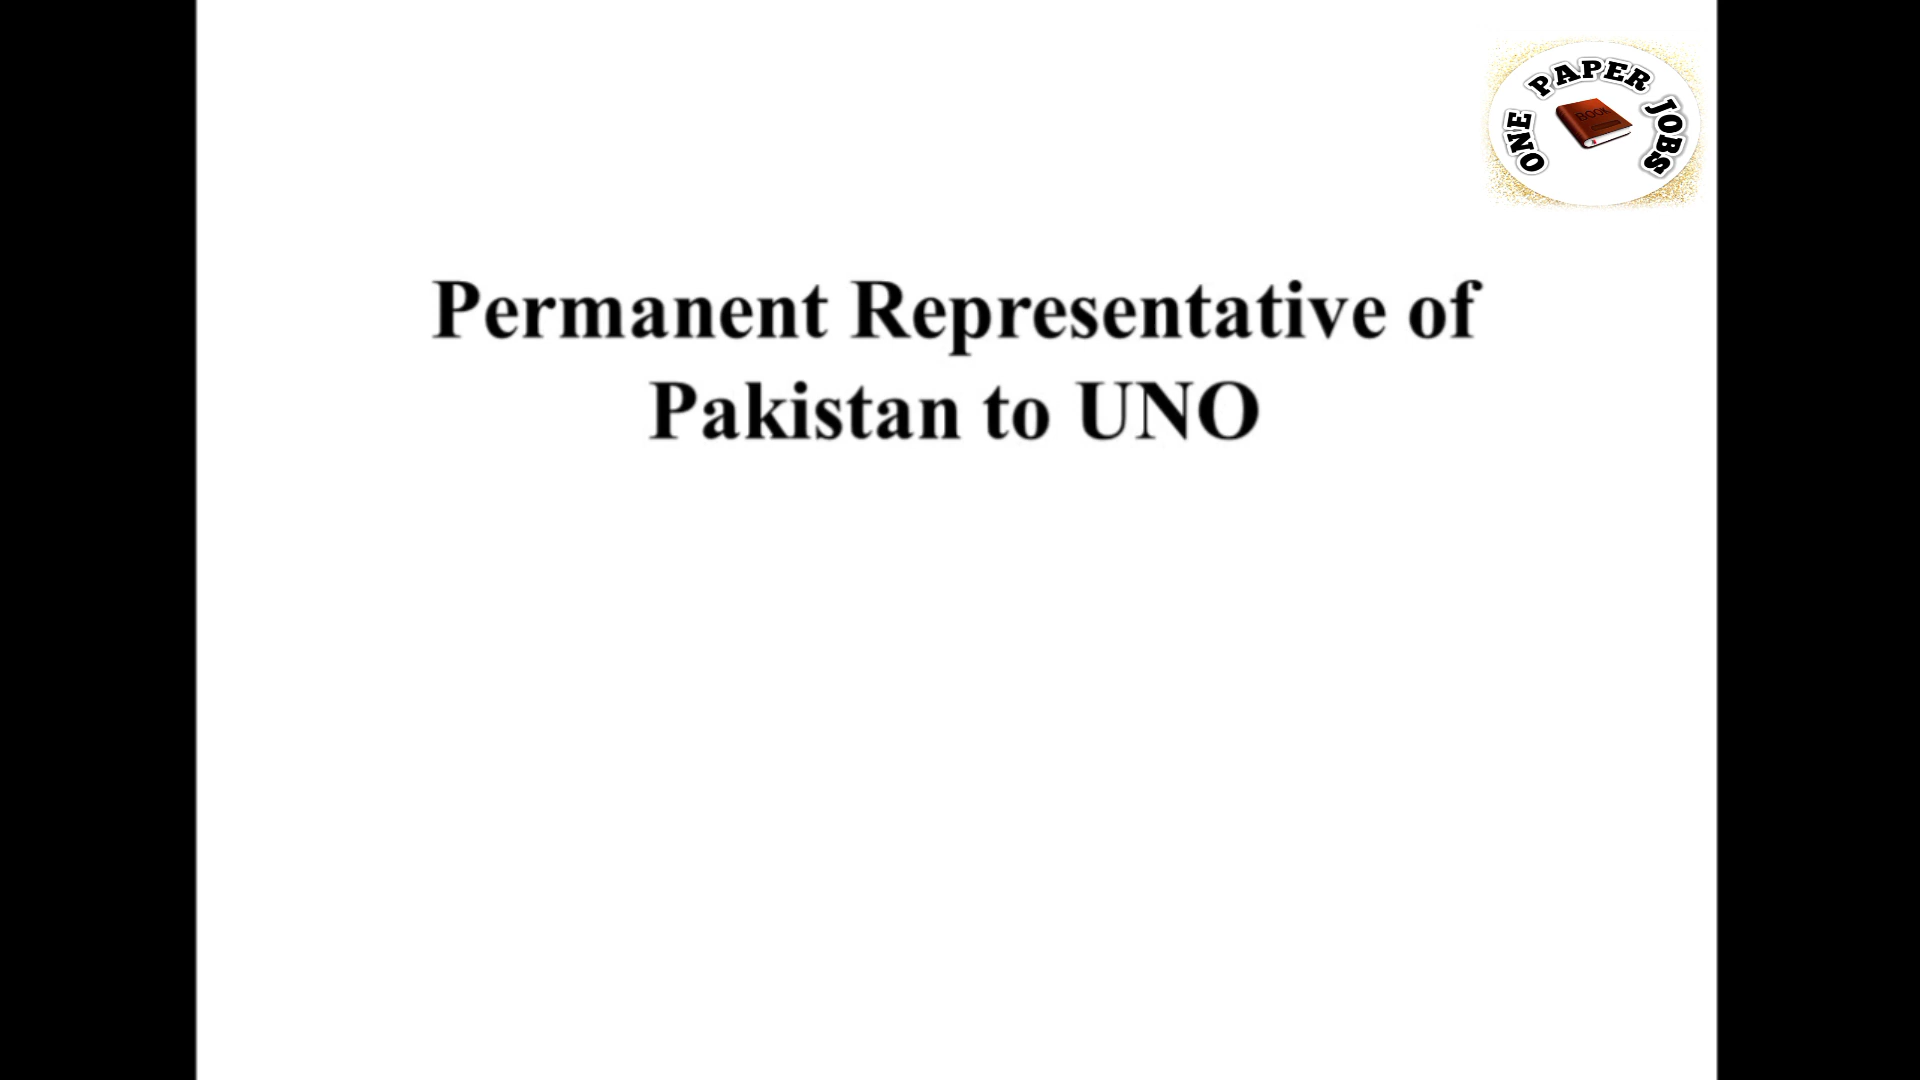 ONE PAPER JOBS
BOOK
Permanent Representative of
Pakistan to UNO